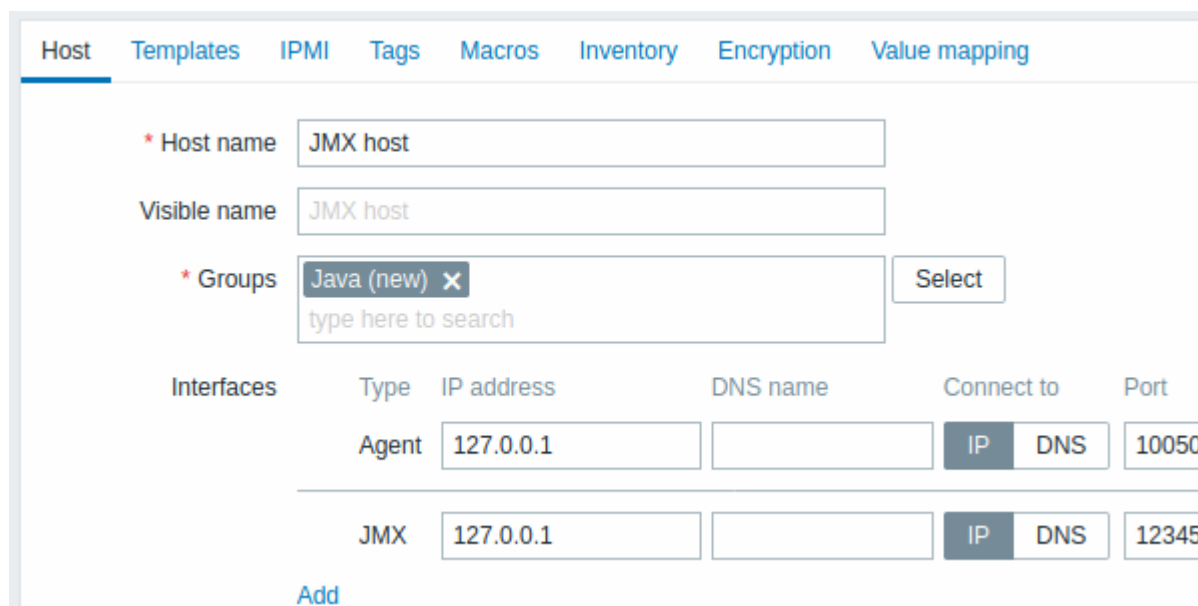 Host Templates IPMI Tags Macros Inventory Encryption Value mapping
* Host name JMX host
Visible name JMX host
* Groups Java (new) × Select
type here to search
Interfaces Type IP address DNS name Connect to Port
Agent 127.0.0.1 IP DNS 10050
JMX 127.0.0.1 IP DNS 12345
Add